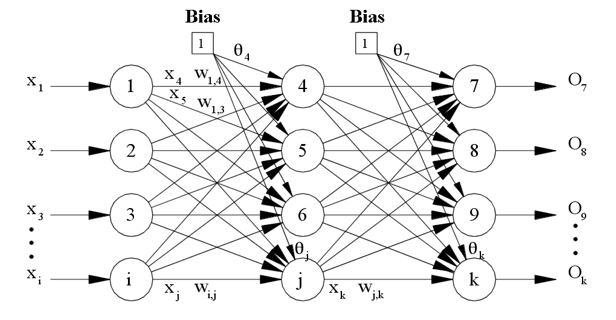 Bias Bias
1 θ4 1 θ7
x1 1 x4 w1,4 4 7 O7
x5 w1,3
x2 2 5 8 O8
x3 3 6 9 O9
θj θk
xi i j k Ok
xj wi,j xk wj,k